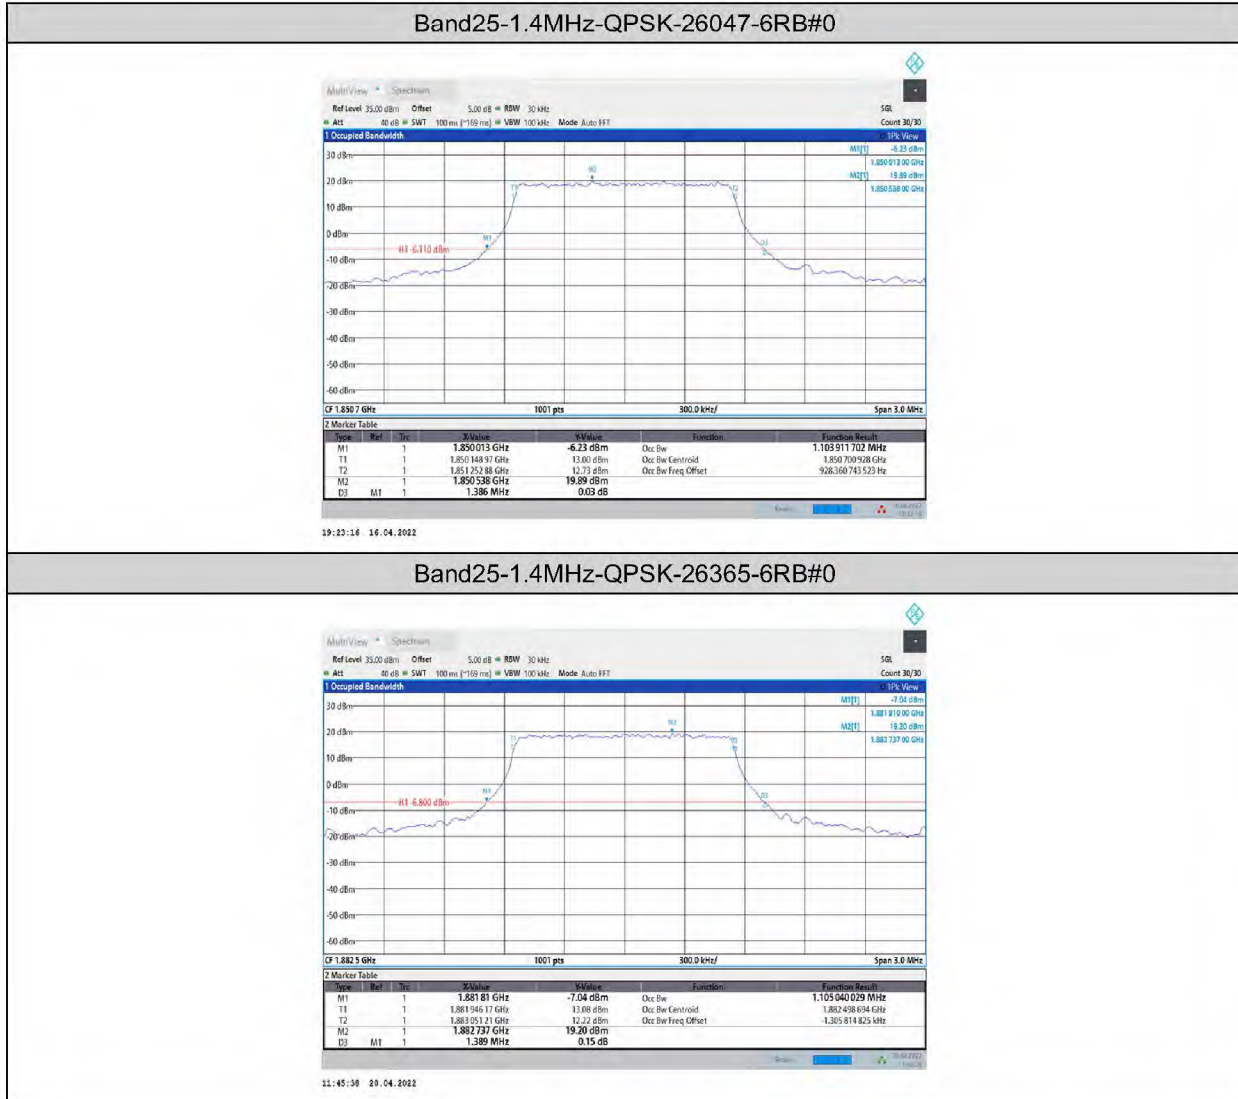 Band25-1.4MHz-QPSK-26047-6RB#0
MultiView Spectrum
Ref Level 35.00 dBm Offset 5.00 dB RBW 30 kHz SGL
Att 40 dB SWT 100 ms (~169 ms) VBW 100 kHz Mode Auto FFT Count 30/30
1 Occupied Bandwidth 1Pk View
M1[1] -6.23 dBm
1.850 013 00 GHz
M2[1] 19.89 dBm
1.850 538 00 GHz
30 dBm
M2
20 dBm
T1 T2
10 dBm
0 dBm
M1 D3
H1 -6.110 dBm
-10 dBm
-20 dBm
-30 dBm
-40 dBm
-50 dBm
-60 dBm
CF 1.850 7 GHz 1001 pts 300.0 kHz/ Span 3.0 MHz
2 Marker Table
Type Ref Trc X-Value Y-Value Function Function Result
M1 1 1.850 013 GHz -6.23 dBm Occ Bw 1.103 911 702 MHz
T1 1 1.850 148 97 GHz 13.00 dBm Occ Bw Centroid 1.850 700 928 GHz
T2 1 1.851 252 88 GHz 12.73 dBm Occ Bw Freq Offset 928.360 743 523 Hz
M2 1 1.850 538 GHz 19.89 dBm
D3 M1 1 1.386 MHz 0.03 dB
19:23:16 16.04.2022
Band25-1.4MHz-QPSK-26365-6RB#0
MultiView Spectrum
Ref Level 35.00 dBm Offset 5.00 dB RBW 30 kHz SGL
Att 40 dB SWT 100 ms (~169 ms) VBW 100 kHz Mode Auto FFT Count 30/30
1 Occupied Bandwidth 1Pk View
M1[1] -7.04 dBm
1.881 810 00 GHz
M2[1] 19.20 dBm
1.882 737 00 GHz
30 dBm
M2
20 dBm
T1 T2
10 dBm
0 dBm
M1 D3
H1 -6.800 dBm
-10 dBm
-20 dBm
-30 dBm
-40 dBm
-50 dBm
-60 dBm
CF 1.882 5 GHz 1001 pts 300.0 kHz/ Span 3.0 MHz
2 Marker Table
Type Ref Trc X-Value Y-Value Function Function Result
M1 1 1.881 81 GHz -7.04 dBm Occ Bw 1.105 040 029 MHz
T1 1 1.881 946 17 GHz 13.08 dBm Occ Bw Centroid 1.882 498 694 GHz
T2 1 1.883 051 21 GHz 12.22 dBm Occ Bw Freq Offset -1.305 814 825 kHz
M2 1 1.882 737 GHz 19.20 dBm
D3 M1 1 1.389 MHz 0.15 dB
11:45:38 20.04.2022